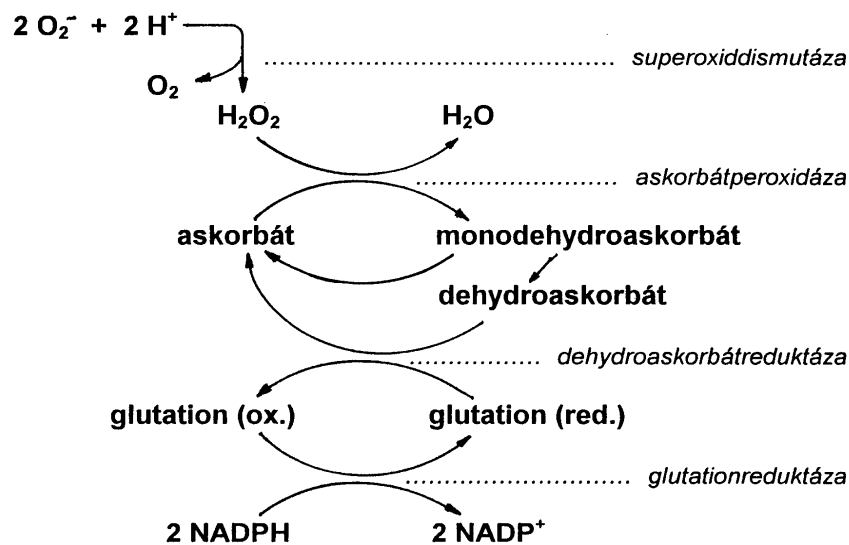 2 O₂⁻ + 2 H⁺
superoxiddismutáza
O₂
H₂O₂ H₂O
askorbátperoxidáza
askorbát monodehydroaskorbát
dehydroaskorbát
dehydroaskorbátreduktáza
glutation (ox.) glutation (red.)
glutationreduktáza
2 NADPH 2 NADP⁺